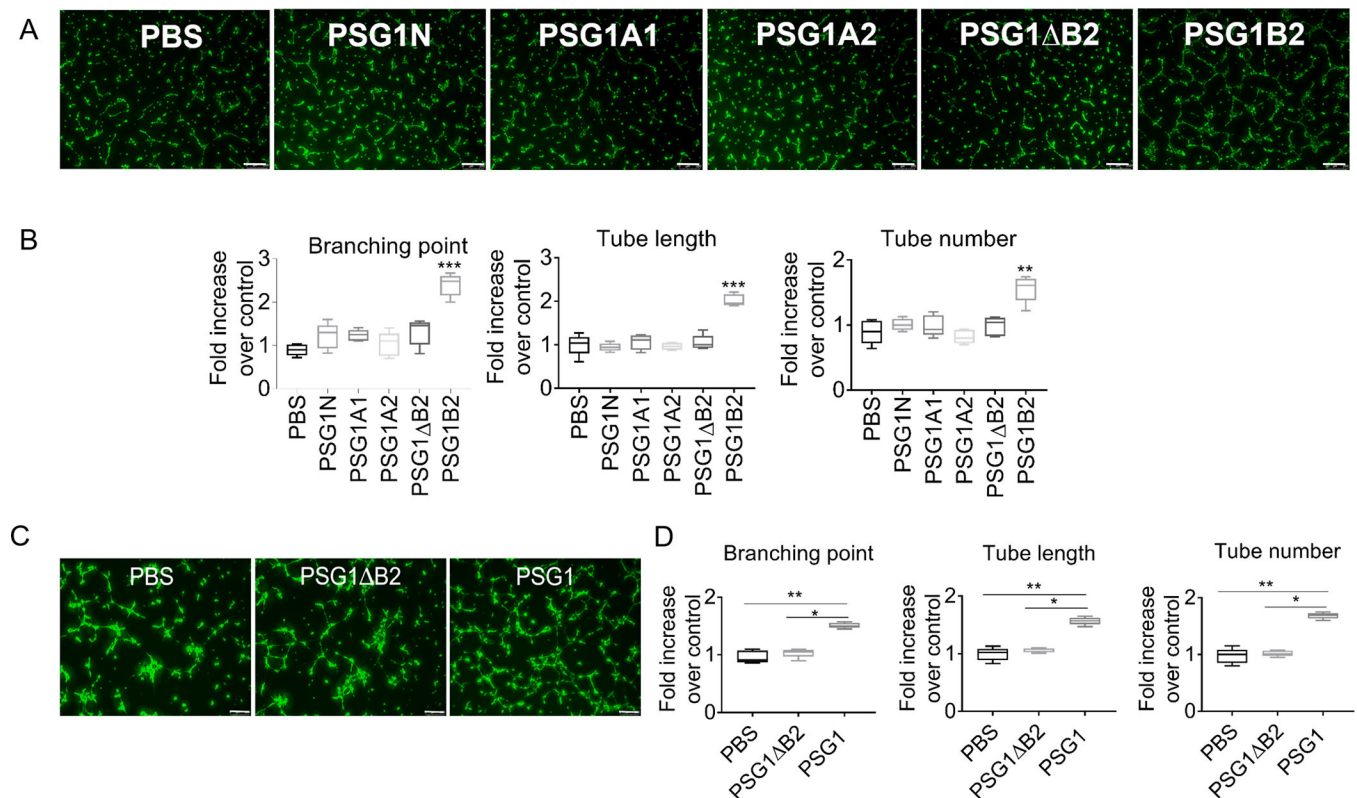 A
PBS
PSG1N
PSG1A1
PSG1A2
PSG1ΔB2
PSG1B2
B
Branching point
Fold increase
over control
3
2
1
0
***
PBS
PSG1N
PSG1A1
PSG1A2
PSG1ΔB2
PSG1B2
Tube length
Fold increase
over control
3
2
1
0
***
PBS
PSG1N
PSG1A1
PSG1A2
PSG1ΔB2
PSG1B2
Tube number
Fold increase
over control
2
1
0
**
PBS
PSG1N
PSG1A1
PSG1A2
PSG1ΔB2
PSG1B2
C
PBS
PSG1ΔB2
PSG1
D
Branching point
Fold increase
over control
2
1
0
**
*
PBS
PSG1ΔB2
PSG1
Tube length
Fold increase
over control
2
1
0
**
*
PBS
PSG1ΔB2
PSG1
Tube number
Fold increase
over control
2
1
0
**
*
PBS
PSG1ΔB2
PSG1